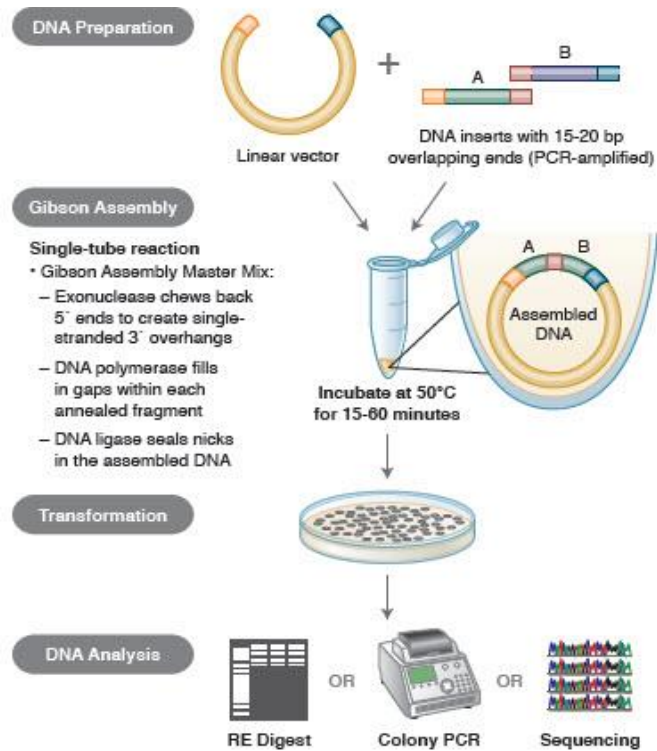 DNA Preparation
A
B
+
Linear vector
DNA inserts with 15-20 bp
overlapping ends (PCR-amplified)
Gibson Assembly
Single-tube reaction
• Gibson Assembly Master Mix:
– Exonuclease chews back
5´ ends to create single-
stranded 3´ overhangs
– DNA polymerase fills
in gaps within each
annealed fragment
– DNA ligase seals nicks
in the assembled DNA
A B
Assembled
DNA
Incubate at 50°C
for 15-60 minutes
Transformation
DNA Analysis
OR
OR
RE Digest
Colony PCR
Sequencing